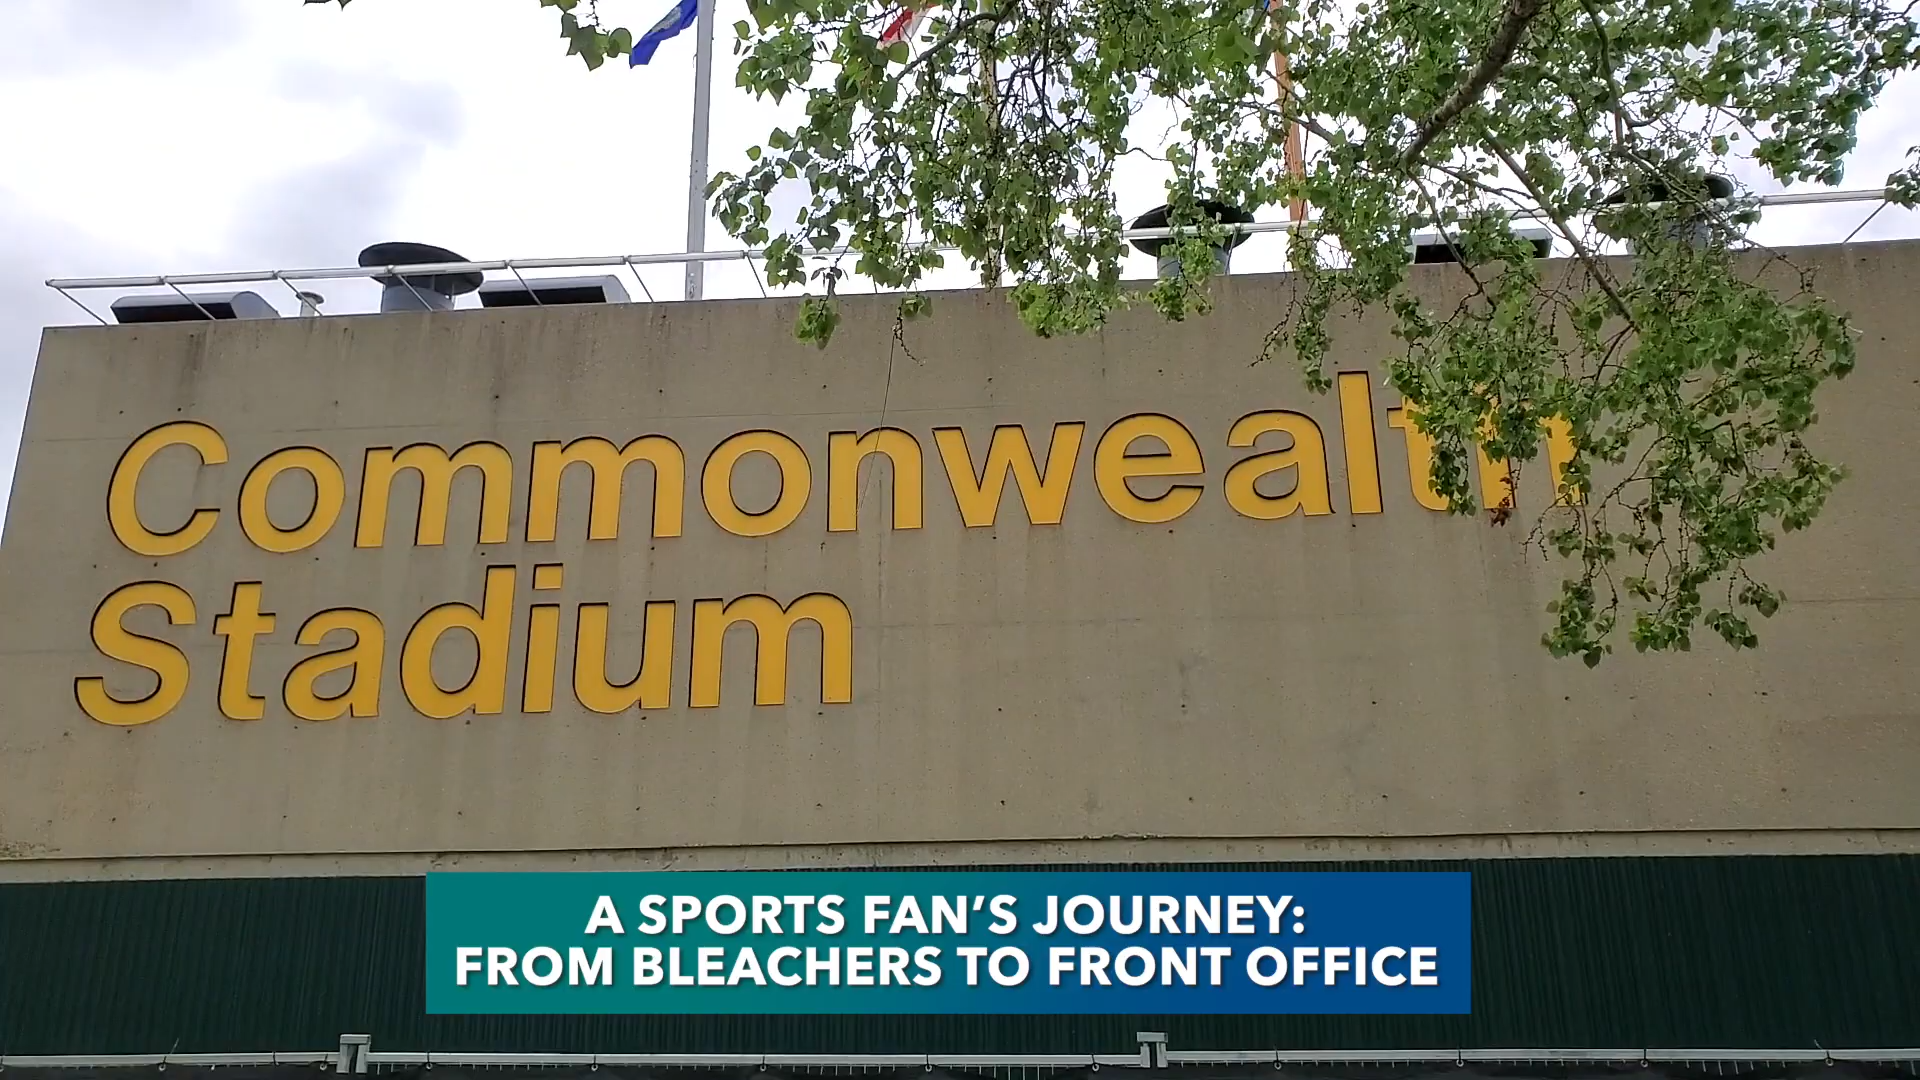 Commonwealth
Stadium
A SPORTS FAN’S JOURNEY:
FROM BLEACHERS TO FRONT OFFICE